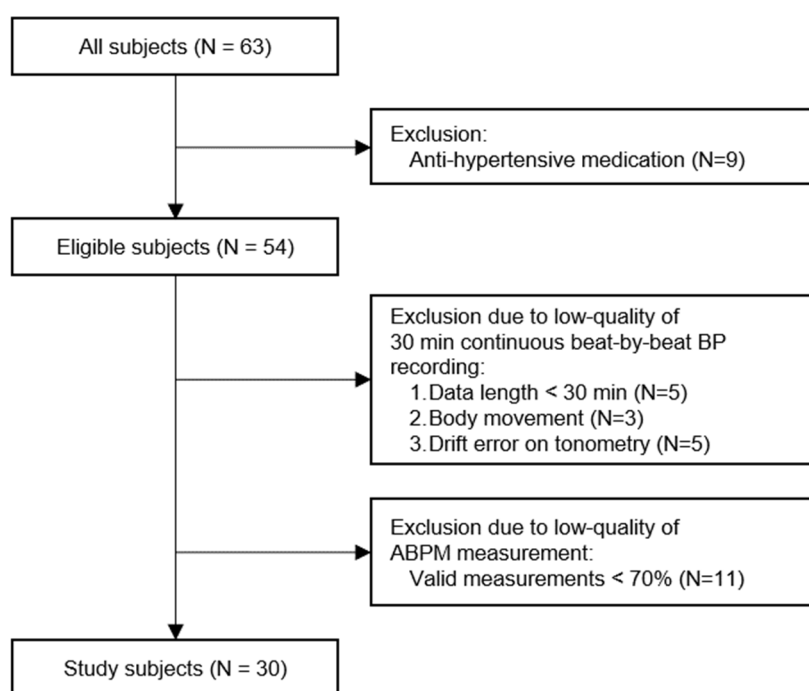 All subjects (N = 63)
Exclusion:
Anti-hypertensive medication (N=9)
Eligible subjects (N = 54)
Exclusion due to low-quality of
30 min continuous beat-by-beat BP
recording:
1.Data length < 30 min (N=5)
2.Body movement (N=3)
3.Drift error on tonometry (N=5)
Exclusion due to low-quality of
ABPM measurement:
Valid measurements < 70% (N=11)
Study subjects (N = 30)